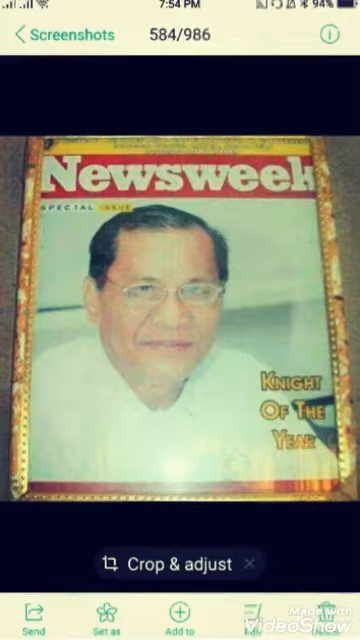 7:54 PM
94%
Screenshots
584/986
Newsweek
SPECIAL ISSUE
KNIGHT
OF THE
YEAR
Crop & adjust
Send
Set as
Add to
Made with
VideoShow